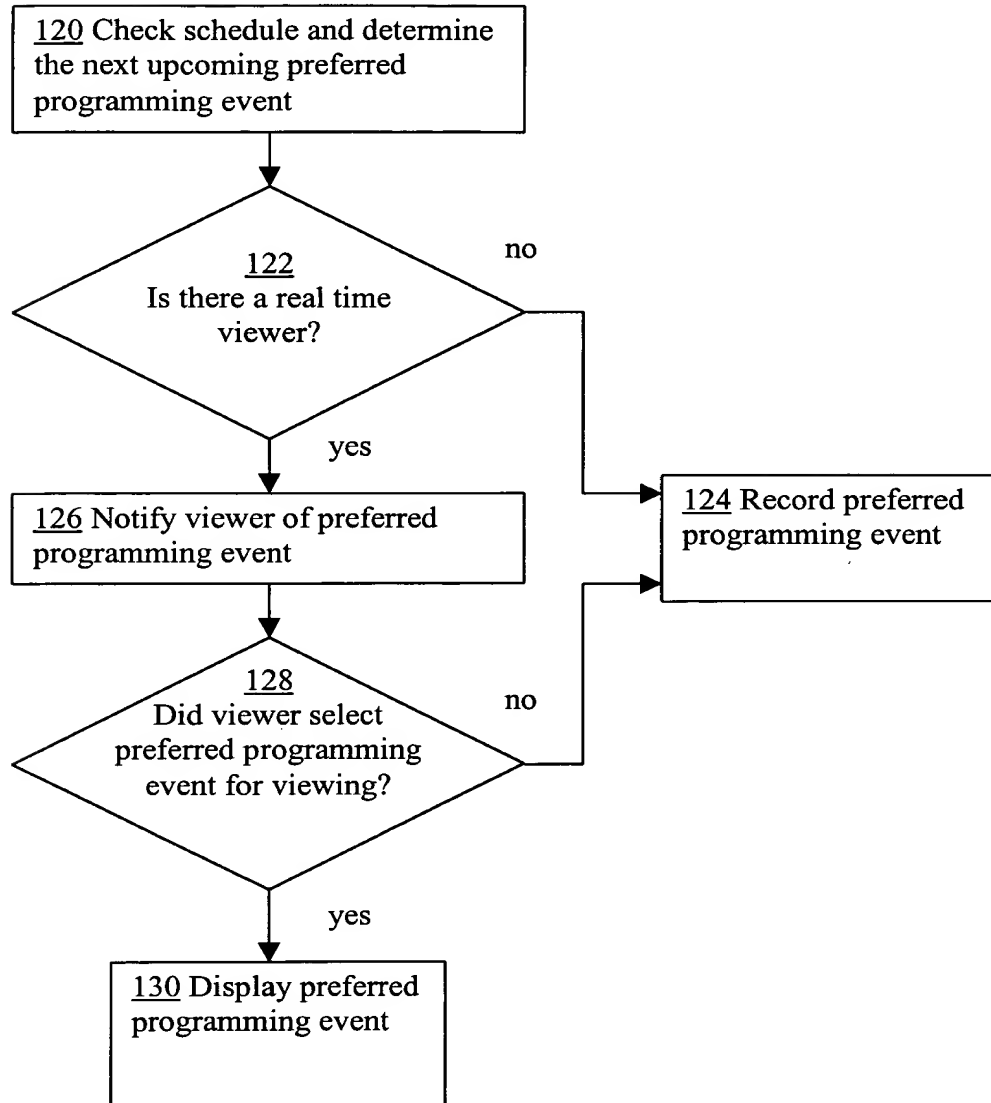 120 Check schedule and determine
the next upcoming preferred
programming event
no
122
Is there a real time
viewer?
yes
126 Notify viewer of preferred
programming event
124 Record preferred
programming event
128
Did viewer select
preferred programming
event for viewing?
no
yes
130 Display preferred
programming event